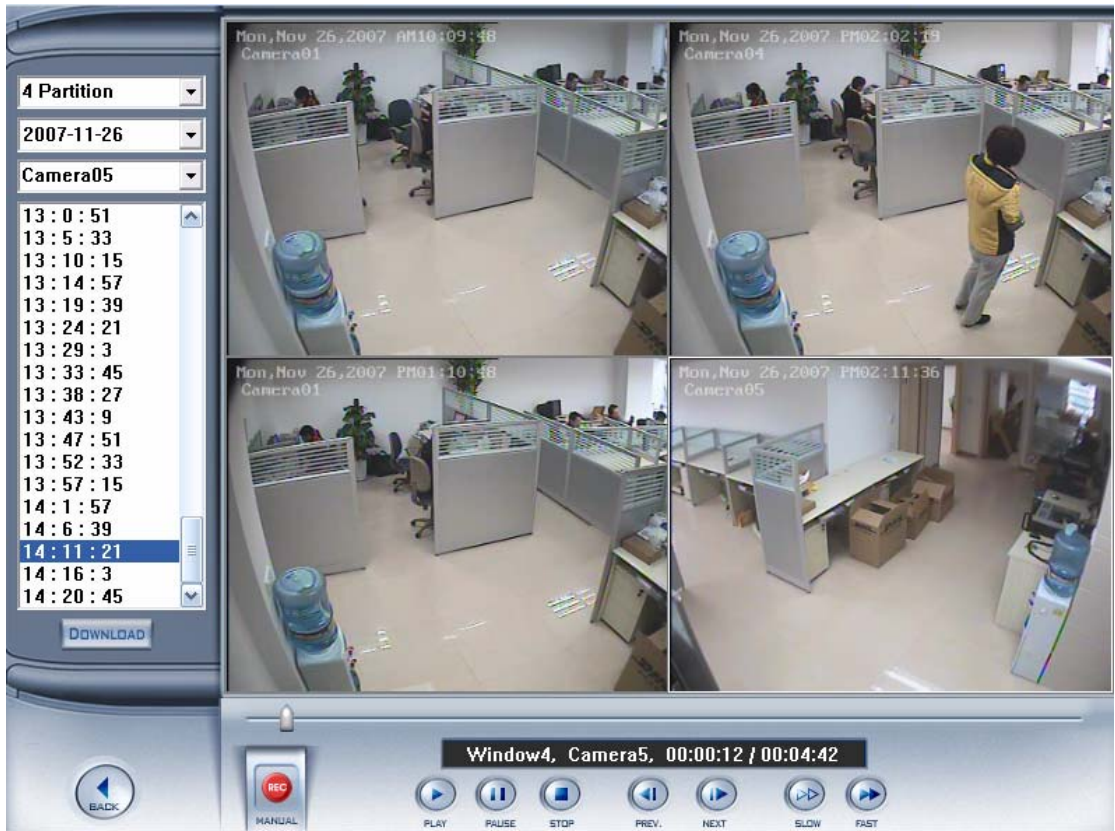 4 Partition
2007-11-26
Camera05
13 : 0 : 51
13 : 5 : 33
13 : 10 : 15
13 : 14 : 57
13 : 19 : 39
13 : 24 : 21
13 : 29 : 3
13 : 33 : 45
13 : 38 : 27
13 : 43 : 9
13 : 47 : 51
13 : 52 : 33
13 : 57 : 15
14 : 1 : 57
14 : 6 : 39
14 : 11 : 21
14 : 16 : 3
14 : 20 : 45
DOWNLOAD
BACK
Mon,Nov 26,2007 AM10:09:48
Camera01
Mon,Nov 26,2007 PM02:02:19
Camera04
Mon,Nov 26,2007 PM01:10:48
Camera01
Mon,Nov 26,2007 PM02:11:36
Camera05
Window4, Camera5, 00:00:12 / 00:04:42
REC
MANUAL
PLAY
PAUSE
STOP
PREV.
NEXT
SLOW
FAST